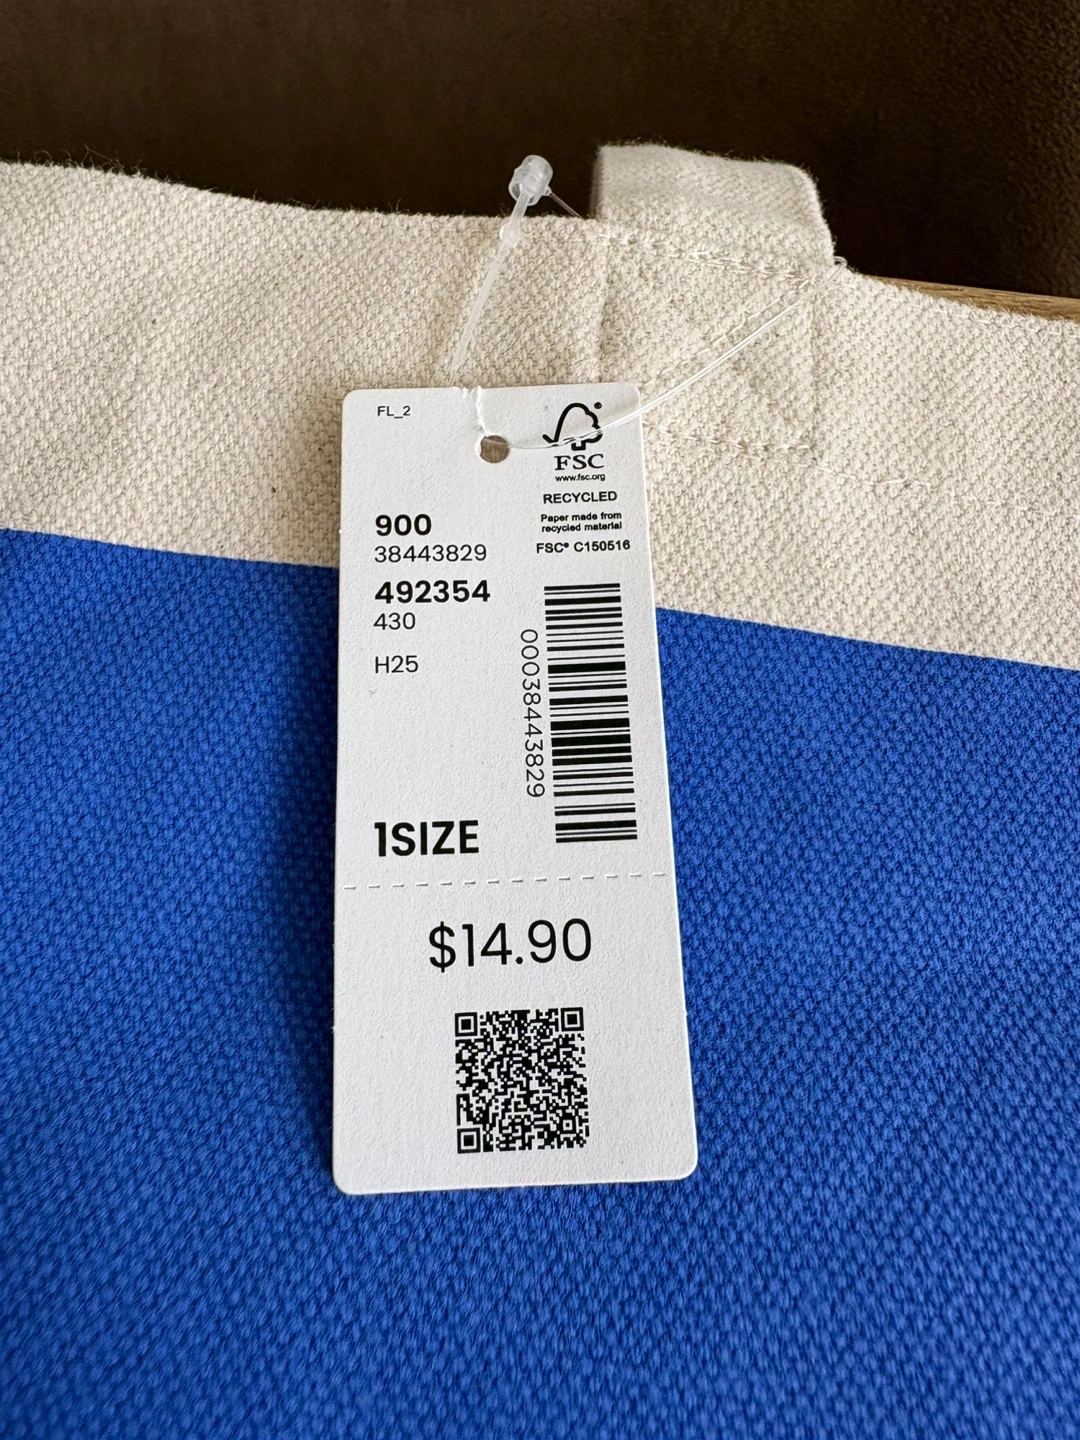 FL_2
®
FSC
www.fsc.org
RECYCLED
Paper made from
recycled material
FSC® C150516
900
38443829
492354
430
H25
00038443829
1SIZE
$14.90